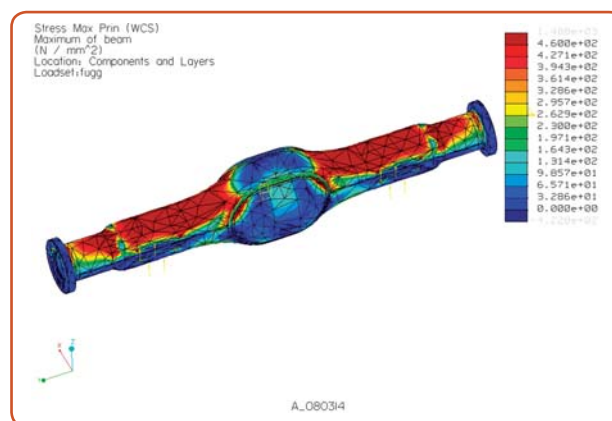 Stress Max Prin (WCS)
Maximum of beam
(N / mm^2)
Location: Components and Layers
Loadset:fugg
4.600e+02
4.271e+02
3.943e+02
3.614e+02
3.286e+02
2.957e+02
2.629e+02
2.300e+02
1.971e+02
1.643e+02
1.314e+02
9.857e+01
6.571e+01
3.286e+01
0.000e+00
A_080314